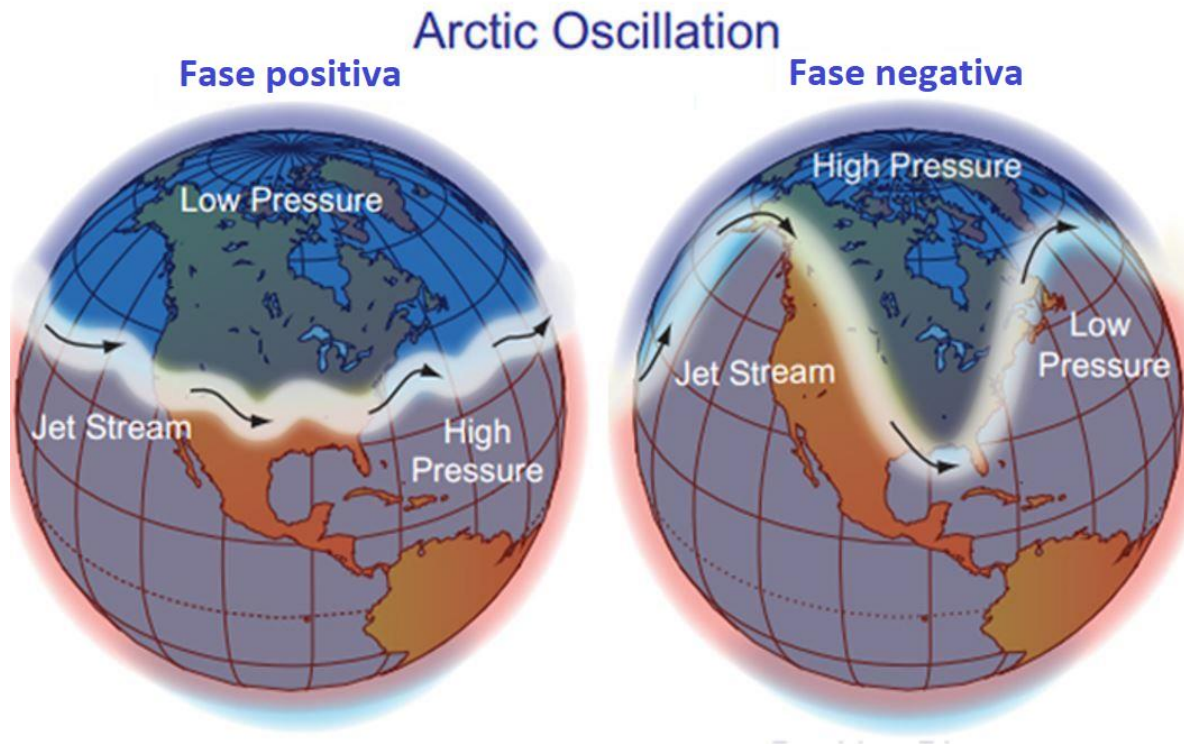 Arctic Oscillation
Fase positiva
Low Pressure
Jet Stream
High
Pressure
Fase negativa
High Pressure
Jet Stream
Low
Pressure